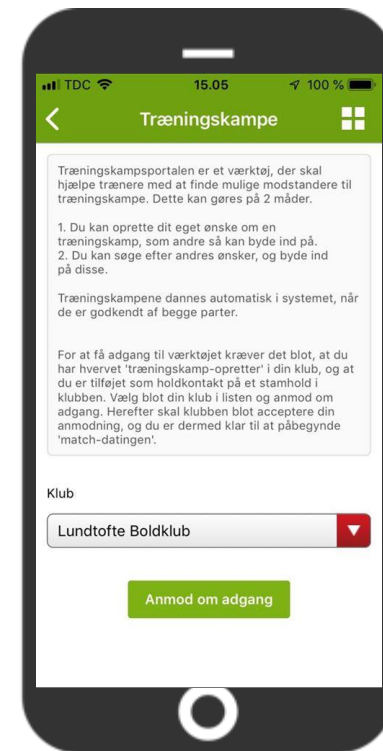 TDC 15.05 100 %
Træningskampe
Træningskampsportalen er et værktøj, der skal
hjælpe trænere med at finde mulige modstandere til
træningskampe. Dette kan gøres på 2 måder.
1. Du kan oprette dit eget ønske om en
træningskamp, som andre så kan byde ind på.
2. Du kan søge efter andres ønsker, og byde ind
på disse.
Træningskampene dannes automatisk i systemet, når
de er godkendt af begge parter.
For at få adgang til værktøjet kræver det blot, at du
har hvervet 'træningskamp-opretter' i din klub, og at
du er tilføjet som holdkontakt på et stamhold i
klubben. Vælg blot din klub i listen og anmod om
adgang. Herefter skal klubben blot acceptere din
anmodning, og du er dermed klar til at påbegynde
'match-datingen'.
Klub
Lundtofte Boldklub
Anmod om adgang